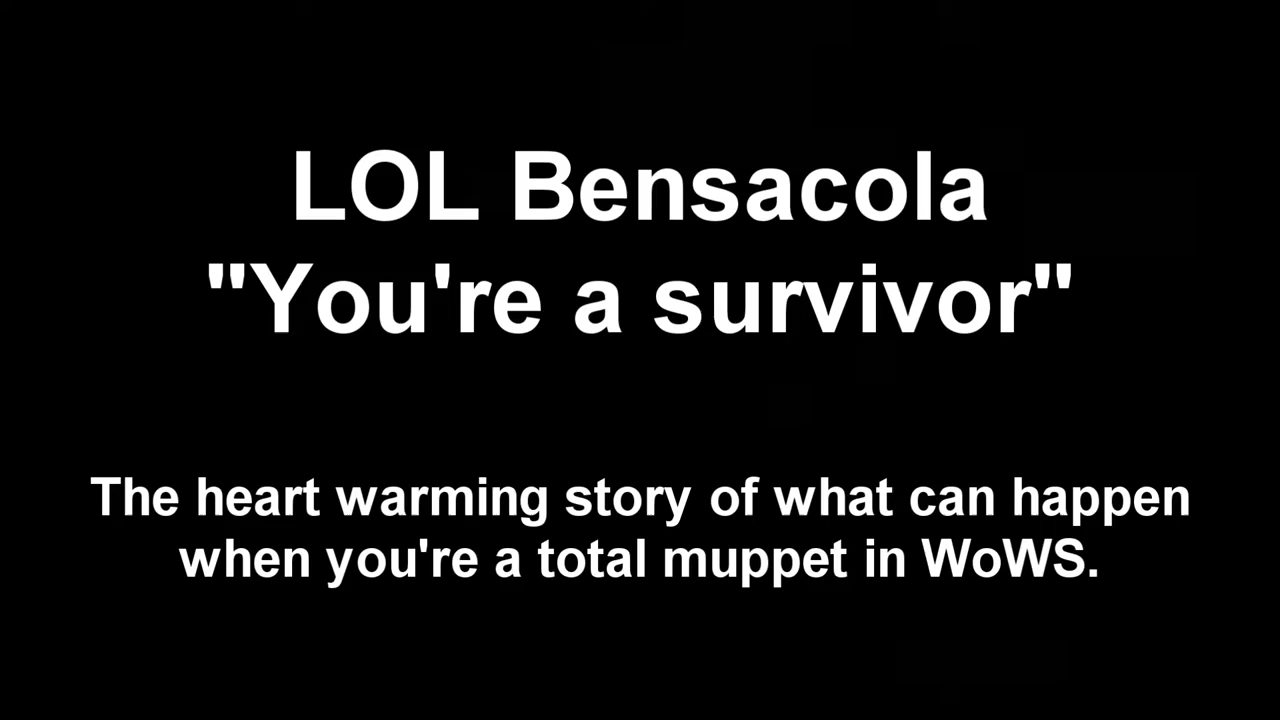 LOL Bensacola
"You're a survivor"
The heart warming story of what can happen
when you're a total muppet in WoWS.